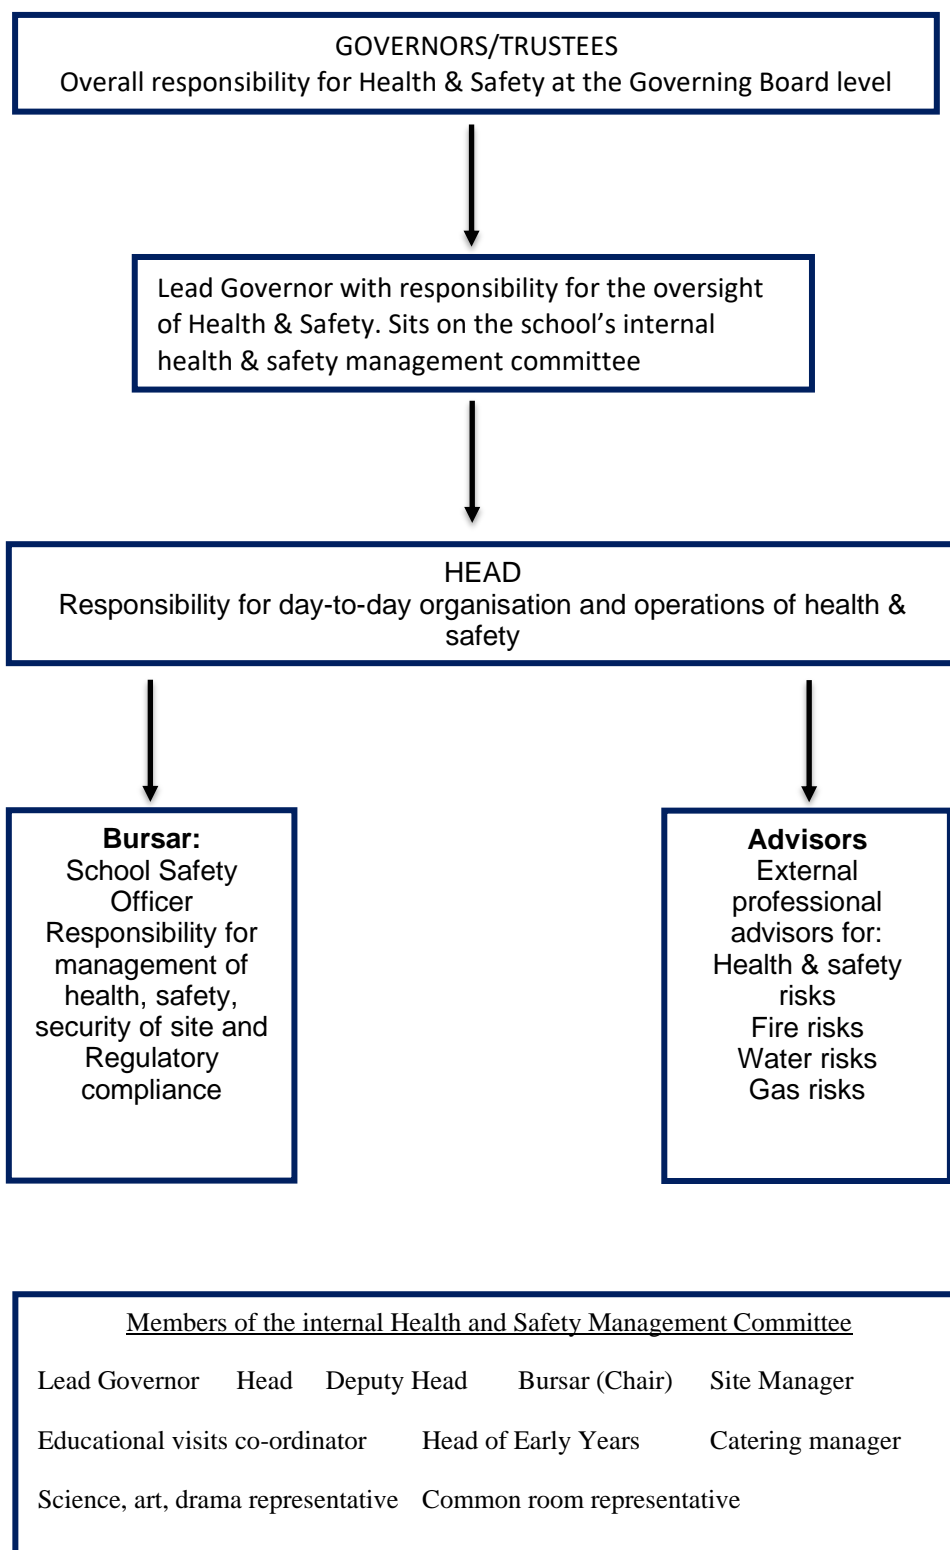 GOVERNORS/TRUSTEES
Overall responsibility for Health & Safety at the Governing Board level
Lead Governor with responsibility for the oversight
of Health & Safety. Sits on the school’s internal
health & safety management committee
HEAD
Responsibility for day-to-day organisation and operations of health &
safety
Bursar:
School Safety
Officer
Responsibility for
management of
health, safety,
security of site and
Regulatory
compliance
Advisors
External
professional
advisors for:
Health & safety
risks
Fire risks
Water risks
Gas risks
Members of the internal Health and Safety Management Committee
Lead Governor Head Deputy Head Bursar (Chair) Site Manager
Educational visits co-ordinator Head of Early Years Catering manager
Science, art, drama representative Common room representative